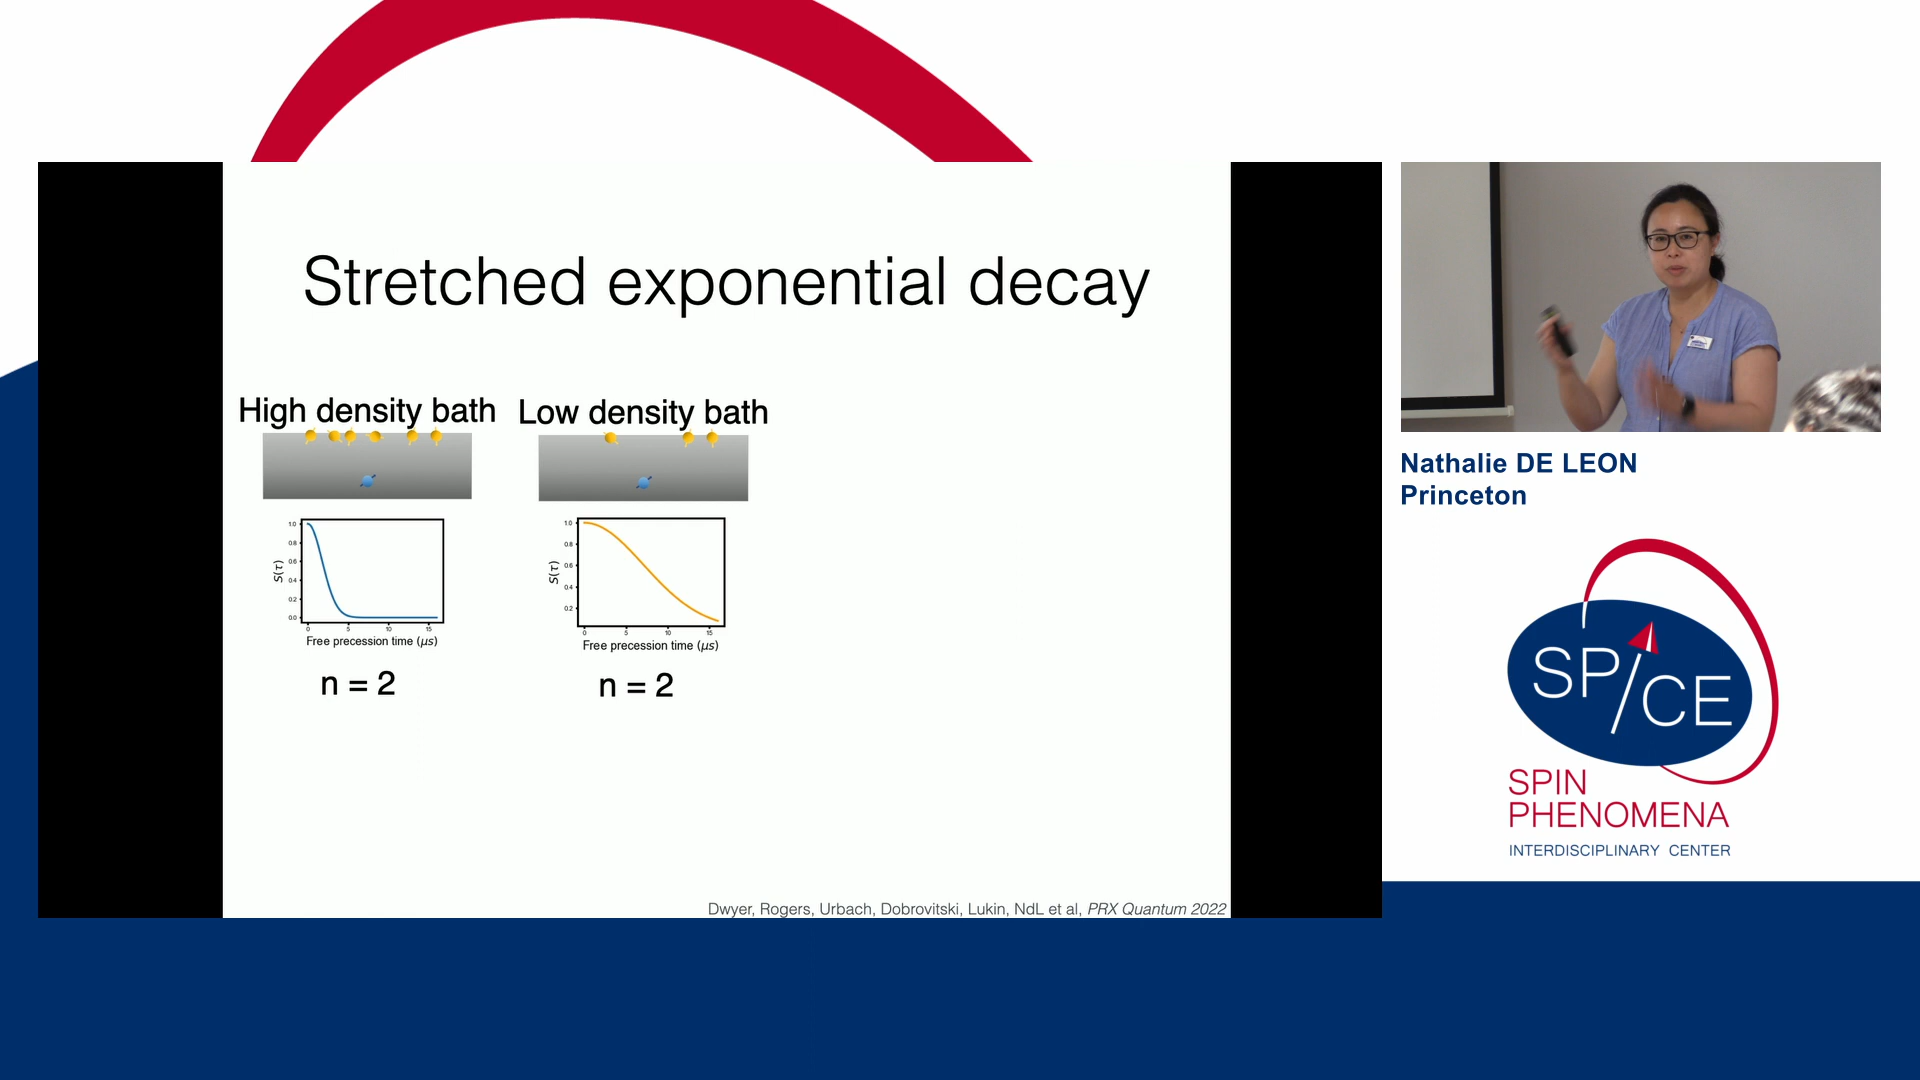 Stretched exponential decay
High density bath
Low density bath
1.0
0.8
0.6
0.4
0.2
0.0
S(τ)
0 5 10 15
Free precession time (μs)
n = 2
1.0
0.8
0.6
0.4
0.2
S(τ)
0 5 10 15
Free precession time (μs)
n = 2
Dwyer, Rogers, Urbach, Dobrovitski, Lukin, NdL et al, PRX Quantum 2022
Nathalie DE LEON
Princeton
SPICE
SPIN
PHENOMENA
INTERDISCIPLINARY CENTER